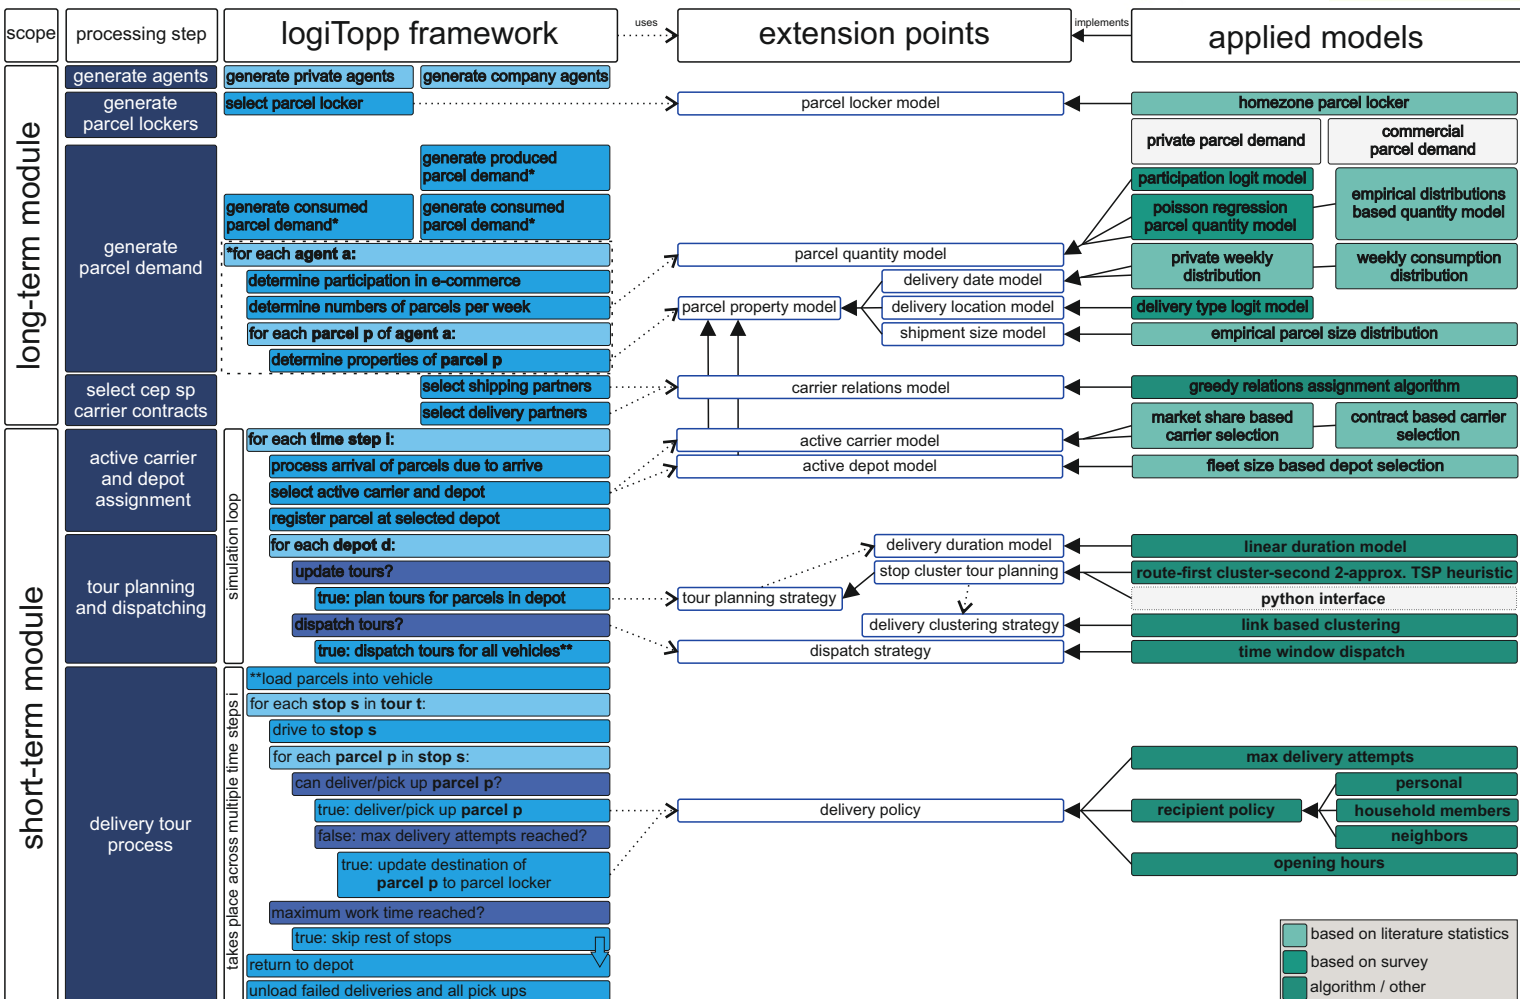 scope
processing step
logiTopp framework
uses
extension points
implements
applied models
long-term module
generate agents
generate private agents
generate company agents
generate
parcel lockers
select parcel locker
parcel locker model
homezone parcel locker
private parcel demand
commercial
parcel demand
generate
parcel demand
generate produced
parcel demand*
generate consumed
parcel demand*
generate consumed
parcel demand*
participation logit model
poisson regression
parcel quantity model
empirical distributions
based quantity model
*for each agent a:
parcel quantity model
private weekly
distribution
weekly consumption
distribution
determine participation in e-commerce
delivery date model
determine numbers of parcels per week
parcel property model
delivery location model
delivery type logit model
for each parcel p of agent a:
shipment size model
empirical parcel size distribution
determine properties of parcel p
select cep sp
carrier contracts
select shipping partners
carrier relations model
greedy relations assignment algorithm
select delivery partners
market share based
carrier selection
contract based carrier
selection
short-term module
active carrier
and depot
assignment
simulation loop
for each time step i:
active carrier model
process arrival of parcels due to arrive
active depot model
fleet size based depot selection
select active carrier and depot
register parcel at selected depot
tour planning
and dispatching
for each depot d:
delivery duration model
linear duration model
update tours?
stop cluster tour planning
route-first cluster-second 2-approx. TSP heuristic
true: plan tours for parcels in depot
tour planning strategy
python interface
dispatch tours?
delivery clustering strategy
link based clustering
true: dispatch tours for all vehicles**
dispatch strategy
time window dispatch
delivery tour
process
takes place across multiple time steps i
**load parcels into vehicle
for each stop s in tour t:
drive to stop s
for each parcel p in stop s:
max delivery attempts
can deliver/pick up parcel p?
personal
true: deliver/pick up parcel p
delivery policy
recipient policy
household members
false: max delivery attempts reached?
neighbors
true: update destination of
parcel p to parcel locker
opening hours
maximum work time reached?
true: skip rest of stops
return to depot
unload failed deliveries and all pick ups
based on literature statistics
based on survey
algorithm / other